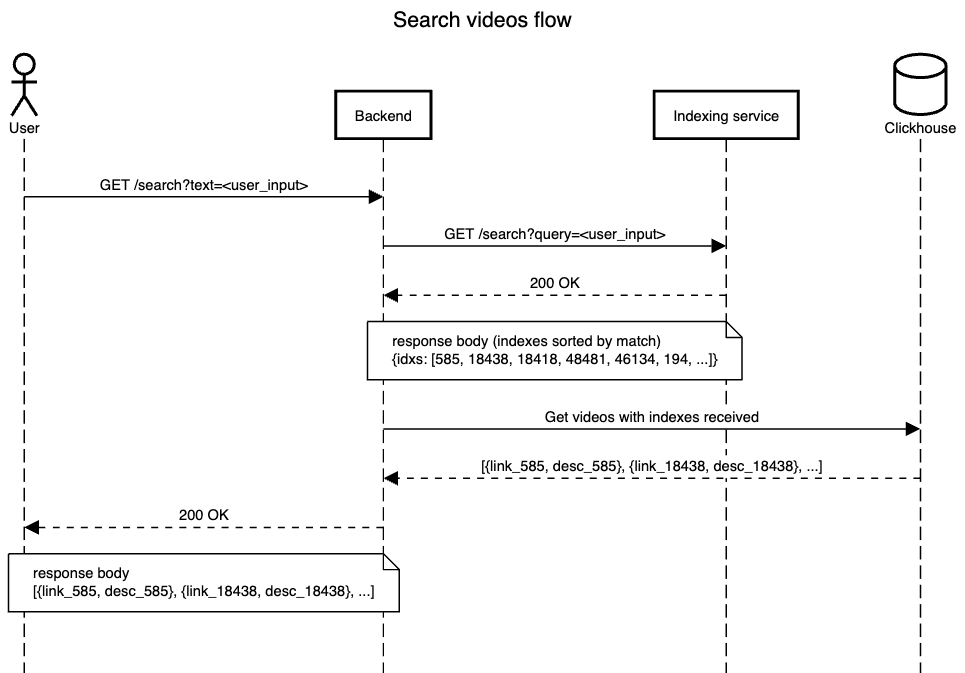 Search videos flow
User
Backend
Indexing service
Clickhouse
GET /search?text=<user_input>
GET /search?query=<user_input>
200 OK
response body (indexes sorted by match)
{idxs: [585, 18438, 18418, 48481, 46134, 194, ...]}
Get videos with indexes received
[{link_585, desc_585}, {link_18438, desc_18438}, ...]
200 OK
response body
[{link_585, desc_585}, {link_18438, desc_18438}, ...]